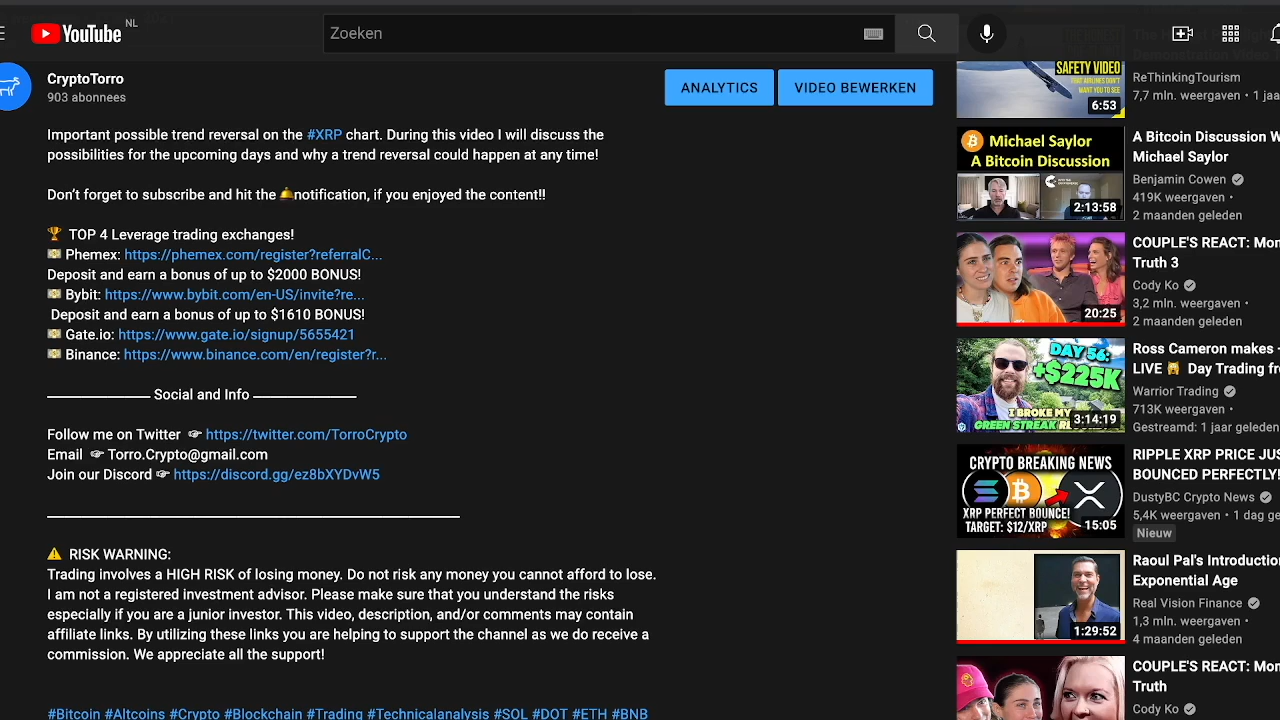 YouTube NL
Zoeken
CryptoTorro
903 abonnees
ANALYTICS
VIDEO BEWERKEN
Important possible trend reversal on the #XRP chart. During this video I will discuss the
possibilities for the upcoming days and why a trend reversal could happen at any time!
Don't forget to subscribe and hit the 🛎notification, if you enjoyed the content!!
🏆 TOP 4 Leverage trading exchanges!
💵 Phemex: https://phemex.com/register?referralC...
Deposit and earn a bonus of up to $2000 BONUS!
💵 Bybit: https://www.bybit.com/en-US/invite?re...
Deposit and earn a bonus of up to $1610 BONUS!
💵 Gate.io: https://www.gate.io/signup/5655421
💵 Binance: https://www.binance.com/en/register?r...
Social and Info
Follow me on Twitter 👉 https://twitter.com/TorroCrypto
Email 👉 Torro.Crypto@gmail.com
Join our Discord 👉 https://discord.gg/ez8bXYDvW5
⚠ RISK WARNING:
Trading involves a HIGH RISK of losing money. Do not risk any money you cannot afford to lose.
I am not a registered investment advisor. Please make sure that you understand the risks
especially if you are a junior investor. This video, description, and/or comments may contain
affiliate links. By utilizing these links you are helping to support the channel as we do receive a
commission. We appreciate all the support!
#Bitcoin #Altcoins #Crypto #Blockchain #Trading #Technicalanalysis #SOL #DOT #ETH #BNB
SAFETY VIDEO
THAT AIRLINES DON'T
WANT YOU TO SEE
6:53
ReThinkingTourism
7,7 mln. weergaven • 1 jaa
Michael Saylor
A Bitcoin Discussion
2:13:58
A Bitcoin Discussion W
Michael Saylor
Benjamin Cowen
419K weergaven •
2 maanden geleden
20:25
COUPLE'S REACT: Mon
Truth 3
Cody Ko
3,2 mln. weergaven •
2 maanden geleden
DAY 56:
+$225K
I BROKE MY
GREEN STREAK
3:14:19
Ross Cameron makes +
LIVE 🙀 Day Trading fr
Warrior Trading
713K weergaven •
Gestreamd: 1 jaar geleden
CRYPTO BREAKING NEWS
XRP PERFECT BOUNCE!
TARGET: $12/XRP
15:05
RIPPLE XRP PRICE JUS
BOUNCED PERFECTLY!
DustyBC Crypto News
5,4K weergaven • 1 dag ge
Nieuw
1:29:52
Raoul Pal's Introduction
Exponential Age
Real Vision Finance
1,3 mln. weergaven •
4 maanden geleden
COUPLE'S REACT: Mon
Truth
Cody Ko